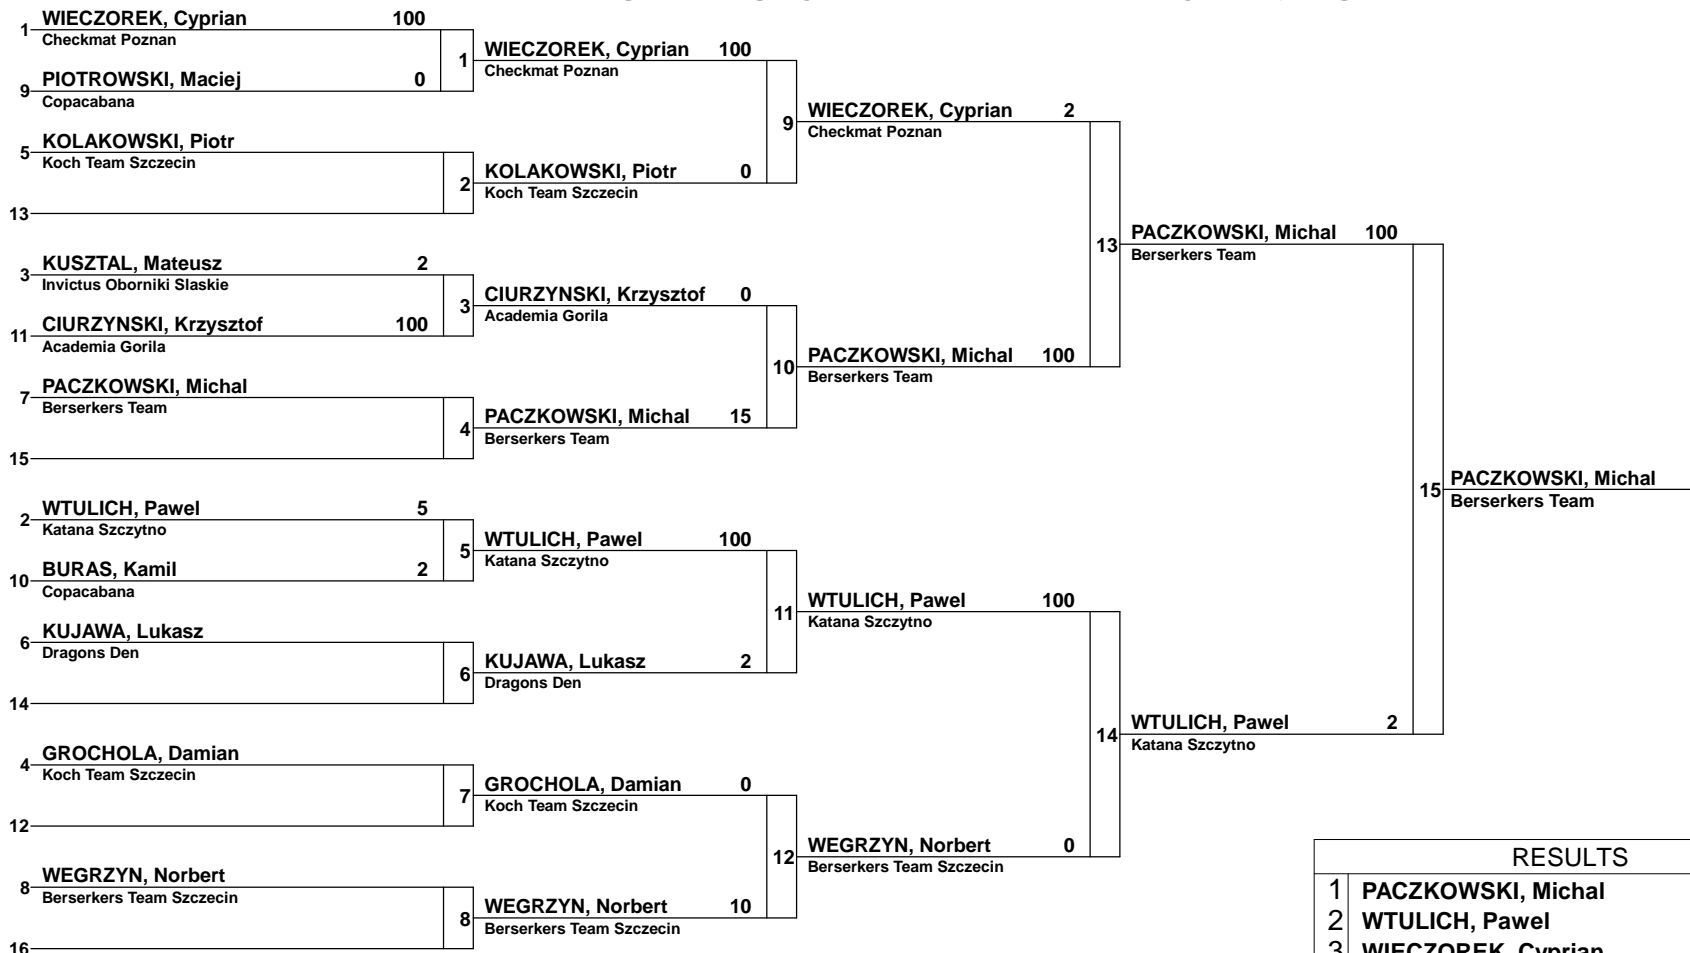 WIECZOREK, Cyprian 100
1
Checkmat Poznan
PIOTROWSKI, Maciej 0
9
Copacabana
KOLAKOWSKI, Piotr
5
Koch Team Szczecin
13
KUSZTAL, Mateusz 2
3
Invictus Oborniki Slaskie
CIURZYNSKI, Krzysztof 100
11
Academia Gorila
PACZKOWSKI, Michal
7
Berserkers Team
15
WTULICH, Pawel 5
2
Katana Szczytno
BURAS, Kamil 2
10
Copacabana
KUJAWA, Lukasz
6
Dragons Den
14
GROCHOLA, Damian
4
Koch Team Szczecin
12
WEGRZYN, Norbert
8
Berserkers Team Szczecin
16
1
WIECZOREK, Cyprian 100
Checkmat Poznan
2
KOLAKOWSKI, Piotr 0
Koch Team Szczecin
3
CIURZYNSKI, Krzysztof 0
Academia Gorila
4
PACZKOWSKI, Michal 15
Berserkers Team
5
WTULICH, Pawel 100
Katana Szczytno
6
KUJAWA, Lukasz 2
Dragons Den
7
GROCHOLA, Damian 0
Koch Team Szczecin
8
WEGRZYN, Norbert 10
Berserkers Team Szczecin
9
WIECZOREK, Cyprian 2
Checkmat Poznan
10
PACZKOWSKI, Michal 100
Berserkers Team
11
WTULICH, Pawel 100
Katana Szczytno
12
WEGRZYN, Norbert 0
Berserkers Team Szczecin
13
PACZKOWSKI, Michal 100
Berserkers Team
14
WTULICH, Pawel 2
Katana Szczytno
15
PACZKOWSKI, Michal
Berserkers Team
RESULTS
1 PACZKOWSKI, Michal
2 WTULICH, Pawel
3 WIECZOREK, Cyprian